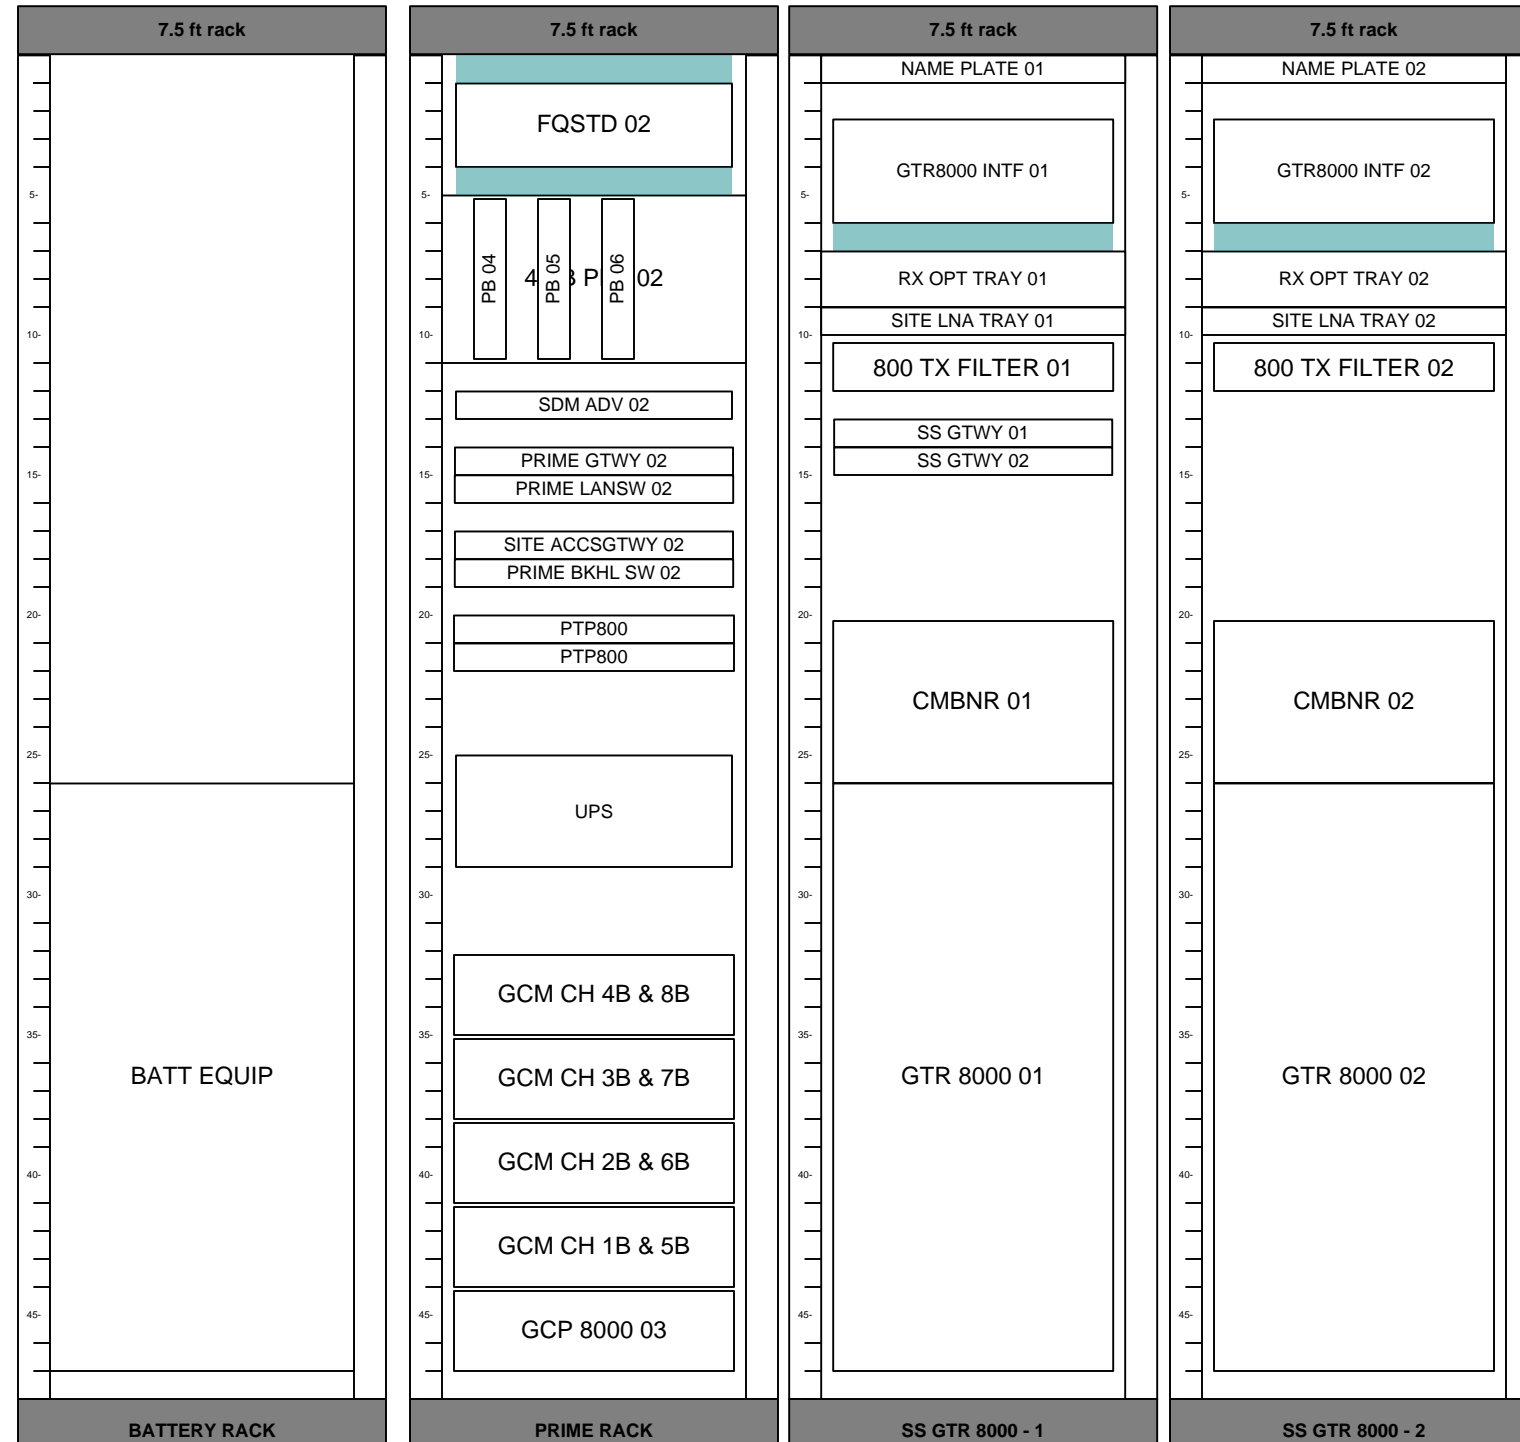 7.5 ft rack
5-
10-
15-
20-
25-
30-
35-
40-
45-
BATT EQUIP
BATTERY RACK
7.5 ft rack
FQSTD 02
5-
PB 04
PB 05
PB 06
02
10-
SDM ADV 02
PRIME GTWY 02
15-
PRIME LANSW 02
SITE ACCSGTWY 02
PRIME BKHL SW 02
20-
PTP800
PTP800
25-
UPS
30-
GCM CH 4B & 8B
35-
GCM CH 3B & 7B
GCM CH 2B & 6B
40-
GCM CH 1B & 5B
45-
GCP 8000 03
PRIME RACK
7.5 ft rack
NAME PLATE 01
GTR8000 INTF 01
5-
RX OPT TRAY 01
SITE LNA TRAY 01
10-
800 TX FILTER 01
SS GTWY 01
SS GTWY 02
15-
20-
CMBNR 01
25-
30-
35-
GTR 8000 01
40-
45-
SS GTR 8000 - 1
7.5 ft rack
NAME PLATE 02
GTR8000 INTF 02
5-
RX OPT TRAY 02
SITE LNA TRAY 02
10-
800 TX FILTER 02
15-
20-
CMBNR 02
25-
30-
35-
GTR 8000 02
40-
45-
SS GTR 8000 - 2